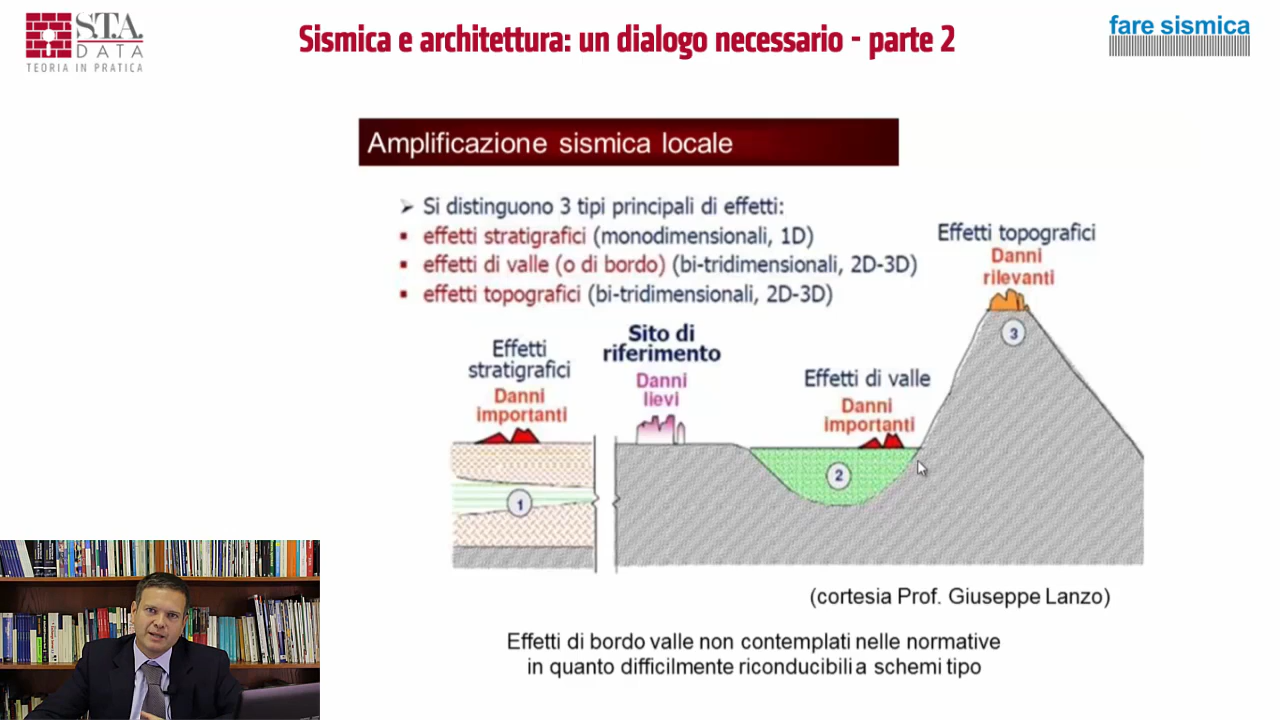 S.T.A.
DATA
TEORIA IN PRATICA
Sismica e architettura: un dialogo necessario - parte 2
fare sismica
Amplificazione sismica locale
➢ Si distinguono 3 tipi principali di effetti:
▪ effetti stratigrafici (monodimensionali, 1D)
▪ effetti di valle (o di bordo) (bi-tridimensionali, 2D-3D)
▪ effetti topografici (bi-tridimensionali, 2D-3D)
Effetti topografici
Danni
rilevanti
3
Effetti
stratigrafici
Danni
importanti
1
Sito di
riferimento
Danni
lievi
Effetti di valle
Danni
importanti
2
(cortesia Prof. Giuseppe Lanzo)
Effetti di bordo valle non contemplati nelle normative
in quanto difficilmente riconducibili a schemi tipo